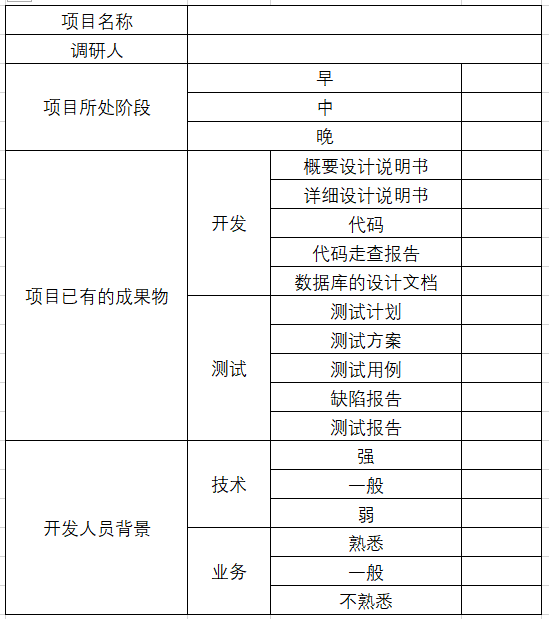 项目名称
调研人
项目所处阶段
早
中
晚
项目已有的成果物
开发
概要设计说明书
详细设计说明书
代码
代码走查报告
数据库的设计文档
测试
测试计划
测试方案
测试用例
缺陷报告
测试报告
开发人员背景
技术
强
一般
弱
业务
熟悉
一般
不熟悉